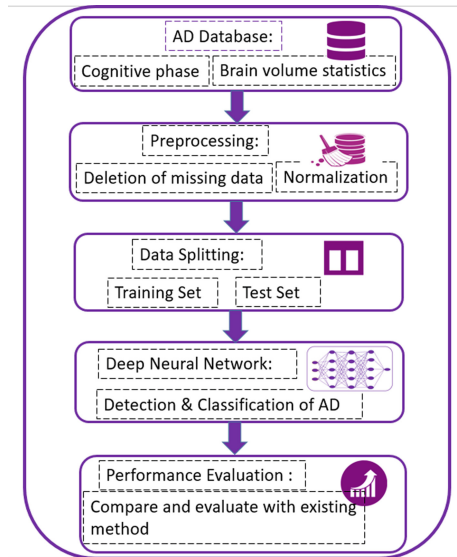 AD Database:
Cognitive phase Brain volume statistics
Preprocessing:
Deletion of missing data Normalization
Data Splitting:
Training Set Test Set
Deep Neural Network:
Detection & Classification of AD
Performance Evaluation :
Compare and evaluate with existing
method